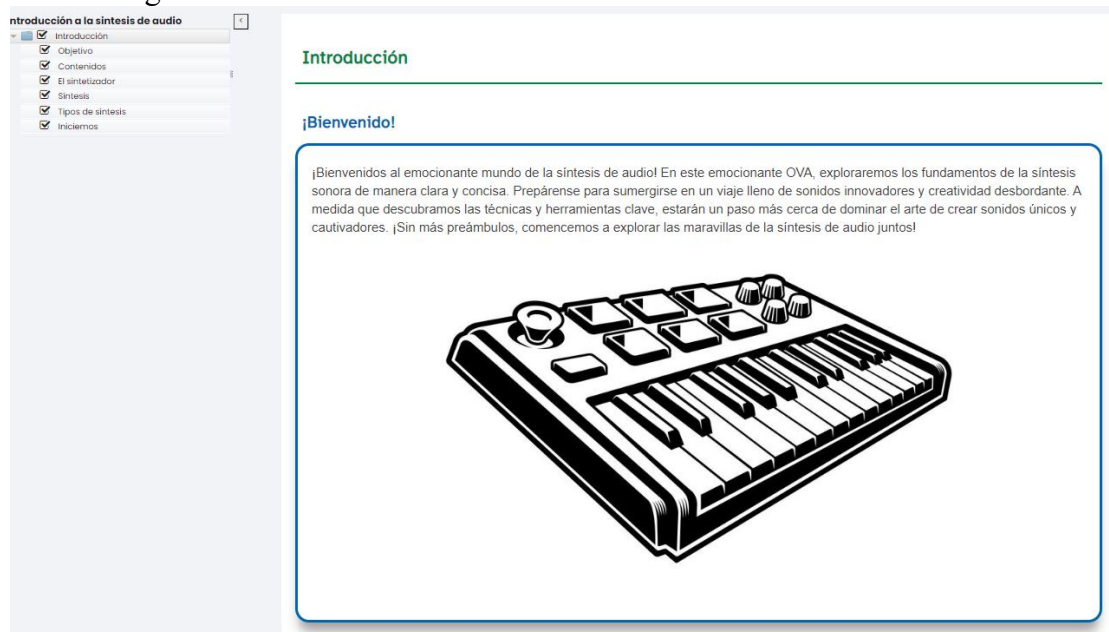 ntroducción a la sintesis de audio
Introducción
Objetivo
Contenidos
El sintetizador
Sintesis
Tipos de sintesis
Iniciemos
Introducción
¡Bienvenido!
¡Bienvenidos al emocionante mundo de la síntesis de audio! En este emocionante OVA, exploraremos los fundamentos de la síntesis
sonora de manera clara y concisa. Prepárense para sumergirse en un viaje lleno de sonidos innovadores y creatividad desbordante. A
medida que descubramos las técnicas y herramientas clave, estarán un paso más cerca de dominar el arte de crear sonidos únicos y
cautivadores. ¡Sin más preámbulos, comencemos a explorar las maravillas de la síntesis de audio juntos!